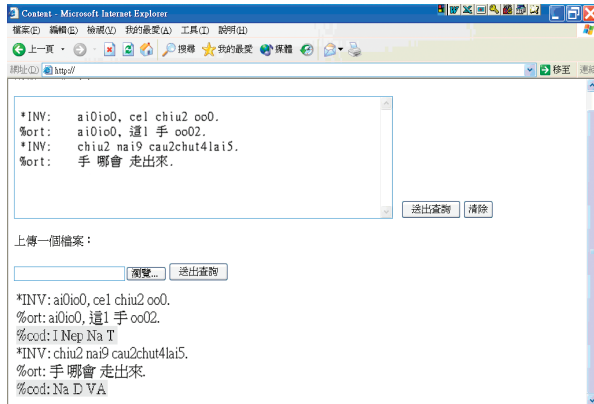 Content - Microsoft Internet Explorer
檔案(F) 編輯(E) 檢視(V) 我的最愛(A) 工具(T) 說明(H)
上一頁 搜尋 我的最愛 媒體
網址(D) http:// 移至 連結
*INV: ai0io0, ce1 chiu2 oo0.
%ort: ai0io0, 這1 手 oo02.
*INV: chiu2 nai9 cau2chut4lai5.
%ort: 手 哪會 走出來.
送出查詢 清除
上傳一個檔案：
瀏覽... 送出查詢
*INV: ai0io0, ce1 chiu2 oo0.
%ort: ai0io0, 這1 手 oo02.
%cod: I Nep Na T
*INV: chiu2 nai9 cau2chut4lai5.
%ort: 手 哪會 走出來.
%cod: Na D VA